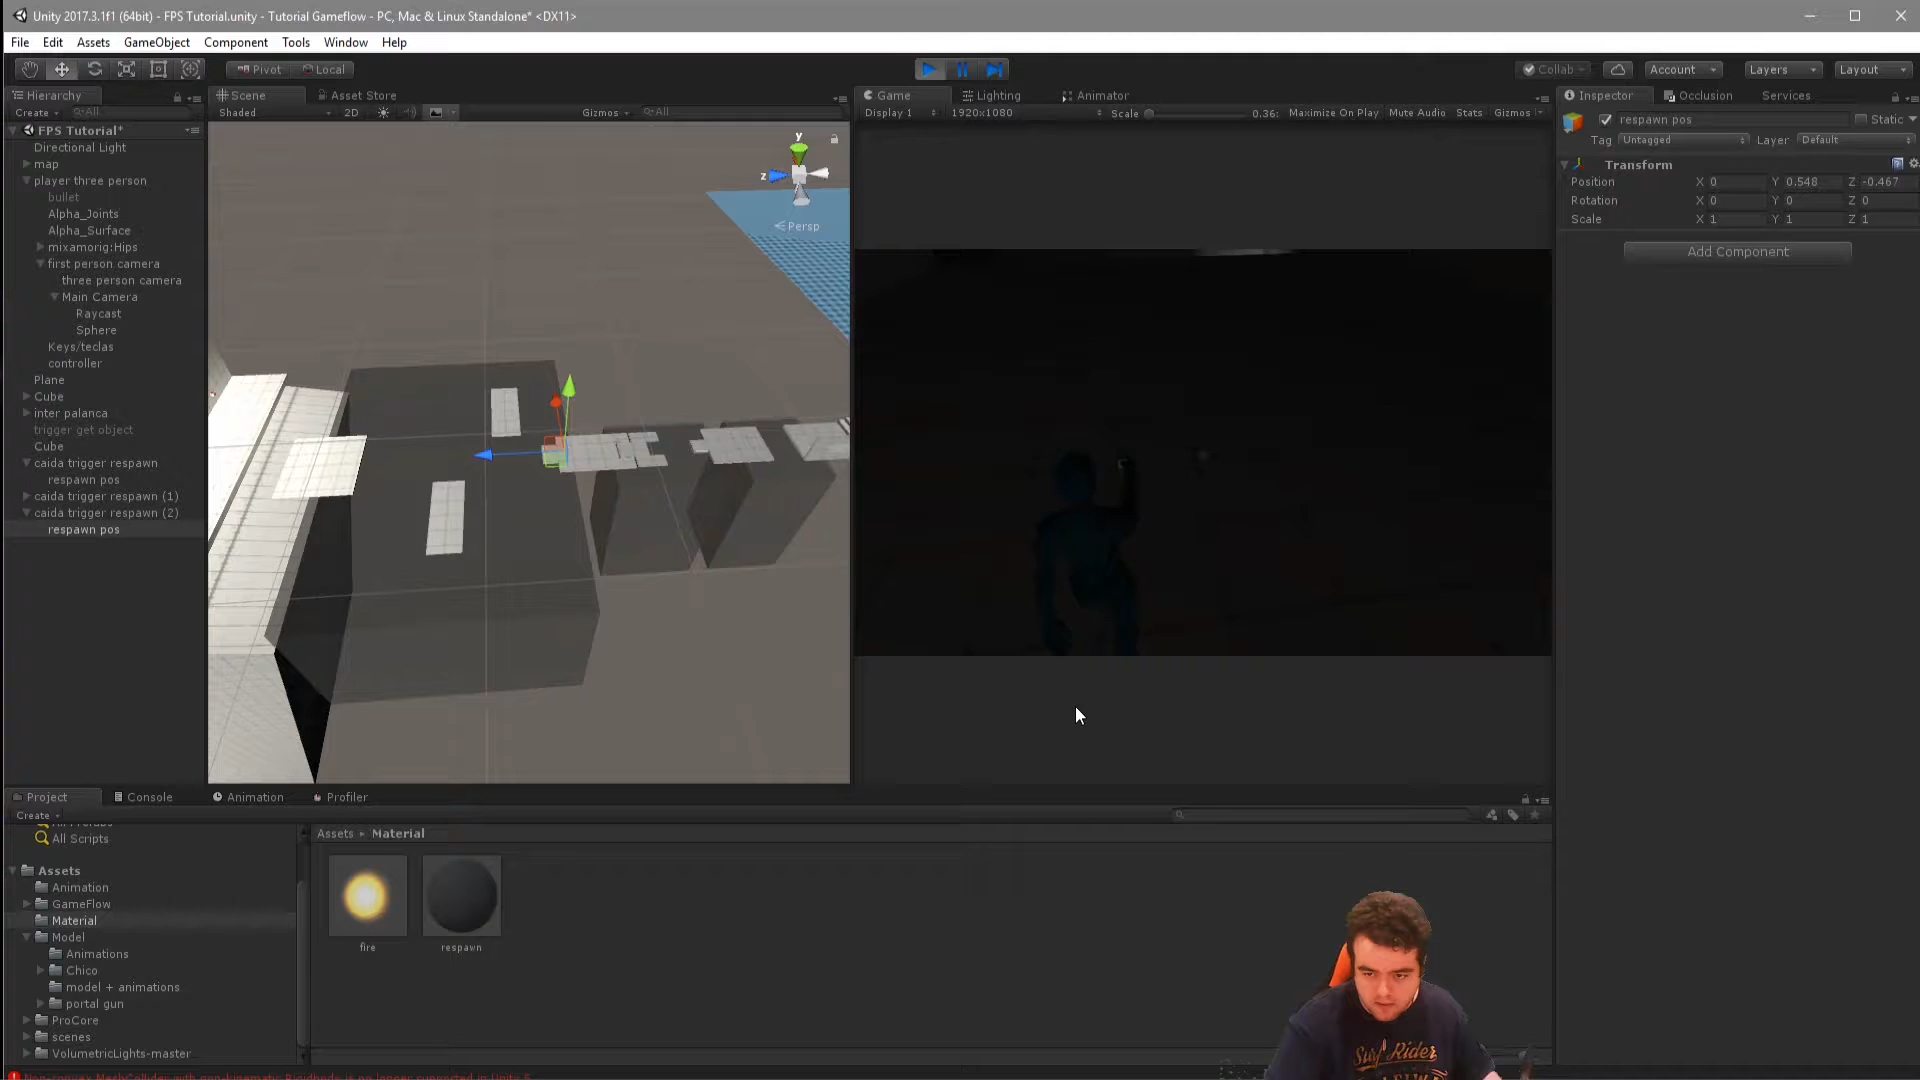 Unity 2017.3.1f1 (64bit) - FPS Tutorial.unity - Tutorial Gameflow - PC, Mac & Linux Standalone* <DX11>
File Edit Assets GameObject Component Tools Window Help
Pivot Local Collab Account Layers Layout
Hierarchy Scene Asset Store Game Lighting Animator Inspector Occlusion Services
Create All Shaded 2D Gizmos All Display 1 1920x1080 Scale 0.36: Maximize On Play Mute Audio Stats Gizmos
respawn pos Static
Tag Untagged Layer Default
Transform
Position X 0 Y 0.548 Z -0.467
Rotation X 0 Y 0 Z 0
Scale X 1 Y 1 Z 1
Add Component
FPS Tutorial*
Directional Light
map
player three person
bullet
Alpha_Joints
Alpha_Surface
mixamorig:Hips
first person camera
three person camera
Main Camera
Raycast
Sphere
Keys/teclas
controller
Plane
Cube
inter palanca
trigger get object
Cube
caida trigger respawn
respawn pos
caida trigger respawn (1)
caida trigger respawn (2)
respawn pos
y
z
Persp
Project Console Animation Profiler
Create
All Scripts
Assets
Animation
GameFlow
Material
Model
Animations
Chico
model + animations
portal gun
ProCore
scenes
VolumetricLights-master
Assets Material
fire
respawn
Surf Rider